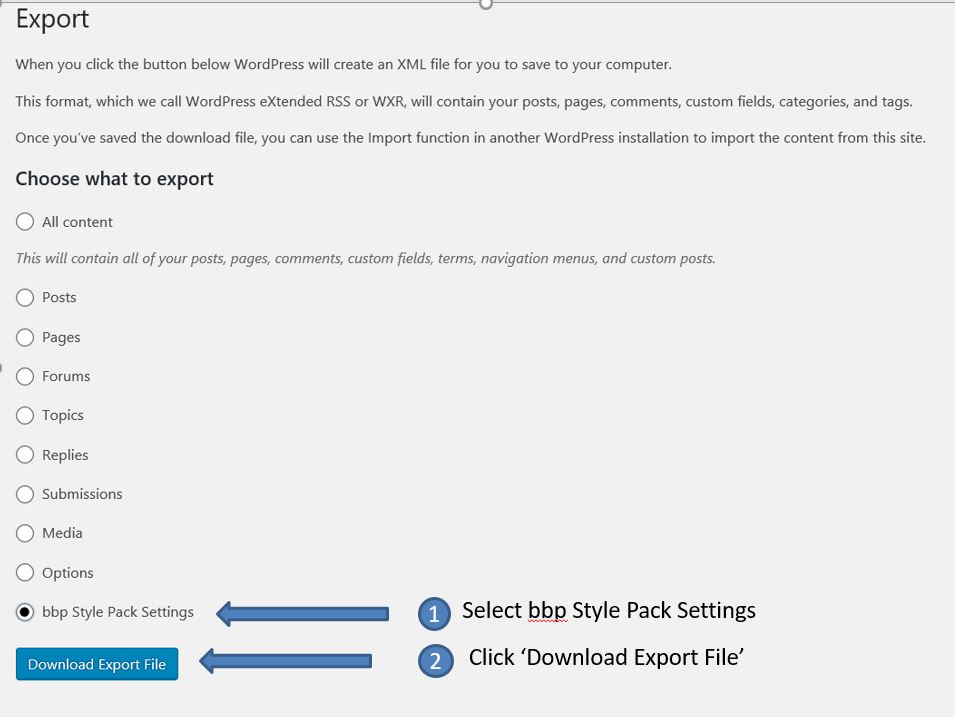 Export
When you click the button below WordPress will create an XML file for you to save to your computer.
This format, which we call WordPress eXtended RSS or WXR, will contain your posts, pages, comments, custom fields, categories, and tags.
Once you’ve saved the download file, you can use the Import function in another WordPress installation to import the content from this site.
Choose what to export
All content
This will contain all of your posts, pages, comments, custom fields, terms, navigation menus, and custom posts.
Posts
Pages
Forums
Topics
Replies
Submissions
Media
Options
bbp Style Pack Settings 1 Select bbp Style Pack Settings
Download Export File 2 Click ‘Download Export File’